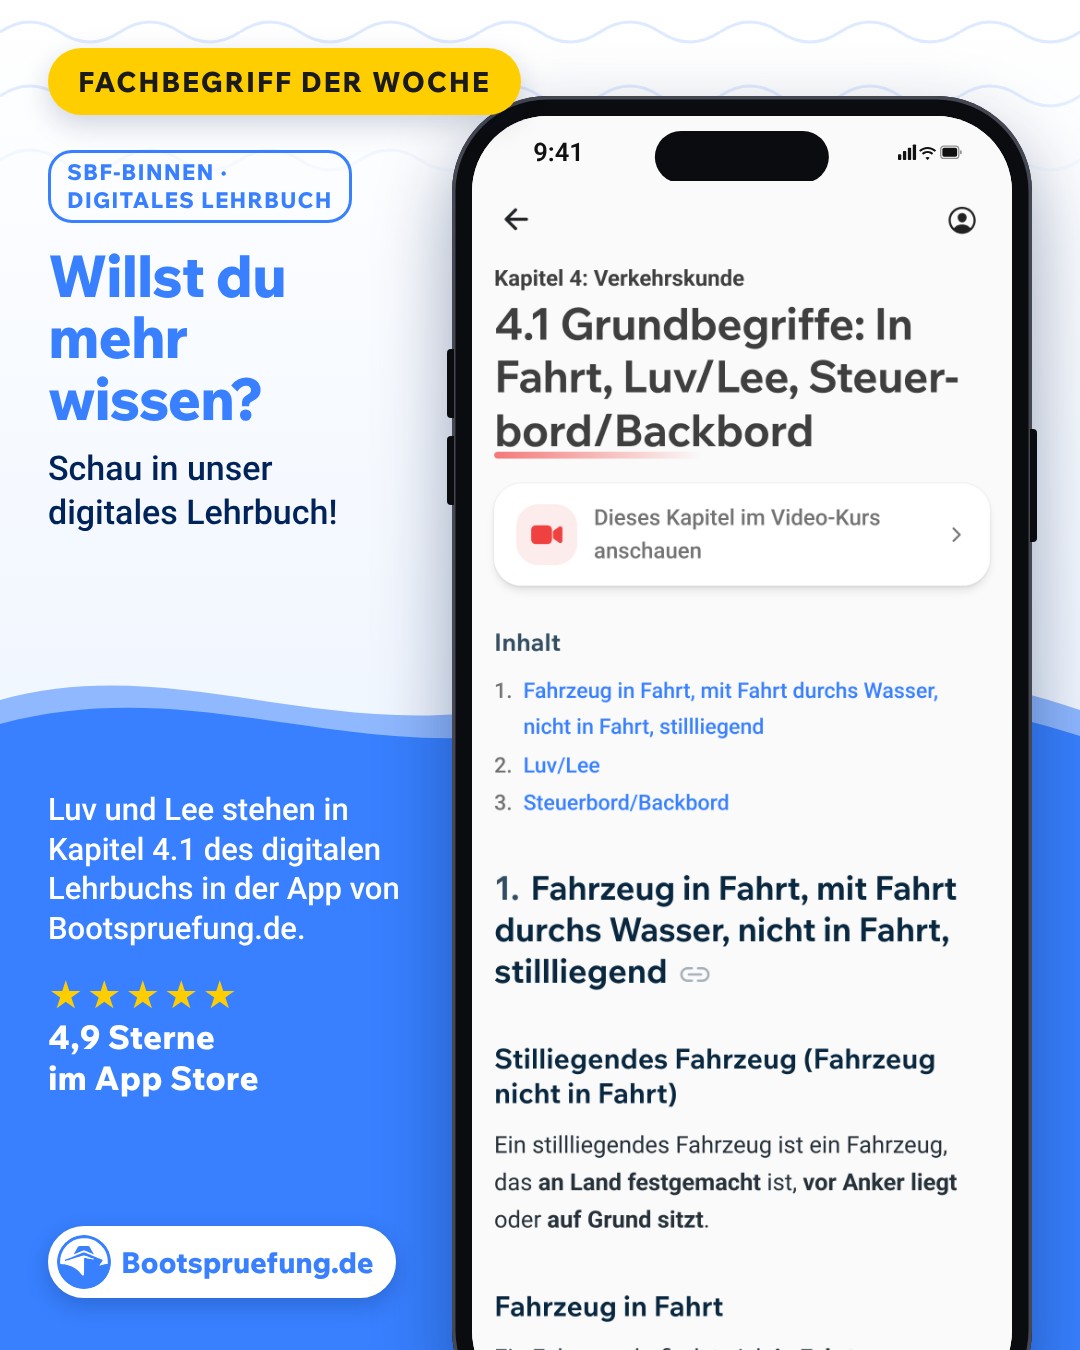 FACHBEGRIFF DER WOCHE
SBF-BINNEN ·
DIGITALES LEHRBUCH
Willst du
mehr
wissen?
Schau in unser
digitales Lehrbuch!
Luv und Lee stehen in
Kapitel 4.1 des digitalen
Lehrbuchs in der App von
Bootspruefung.de.
★★★★★
4,9 Sterne
im App Store
Bootspruefung.de
9:41
Kapitel 4: Verkehrskunde
4.1 Grundbegriffe: In
Fahrt, Luv/Lee, Steuer-
bord/Backbord
Dieses Kapitel im Video-Kurs
anschauen
Inhalt
1. Fahrzeug in Fahrt, mit Fahrt durchs Wasser,
nicht in Fahrt, stillliegend
2. Luv/Lee
3. Steuerbord/Backbord
1. Fahrzeug in Fahrt, mit Fahrt
durchs Wasser, nicht in Fahrt,
stillliegend
Stilliegendes Fahrzeug (Fahrzeug
nicht in Fahrt)
Ein stillliegendes Fahrzeug ist ein Fahrzeug,
das an Land festgemacht ist, vor Anker liegt
oder auf Grund sitzt.
Fahrzeug in Fahrt